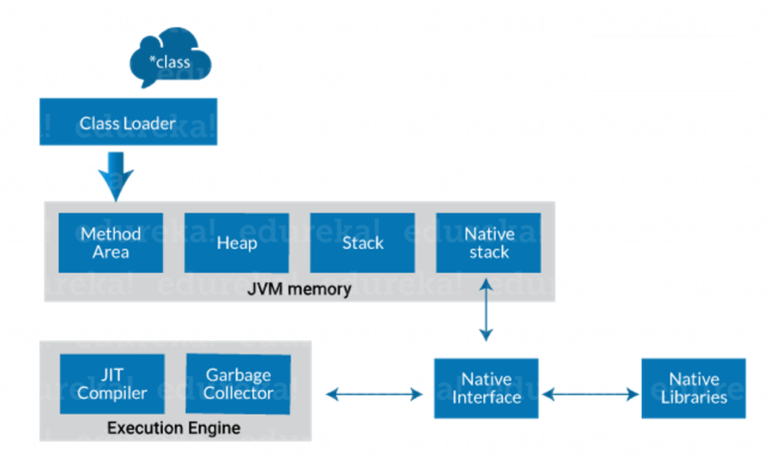 *class
Class Loader
Method
Area
Heap
Stack
Native
stack
JVM memory
JIT
Compiler
Garbage
Collector
Execution Engine
Native
Interface
Native
Libraries
edureka!